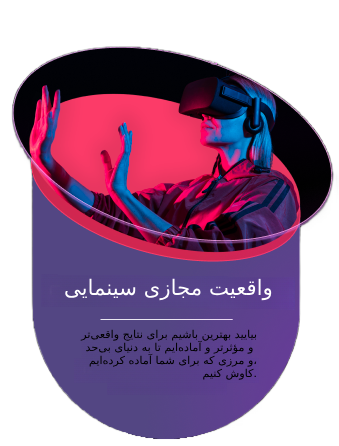 واقعیت مجازی سینمایی
بیایید بهترین باشیم برای نتایج واقعی‌تر
و مؤثرتر و آماده‌ایم تا به دنیای بی‌حد
و مرزی که برای شما آماده کرده‌ایم،
کاوش کنیم.